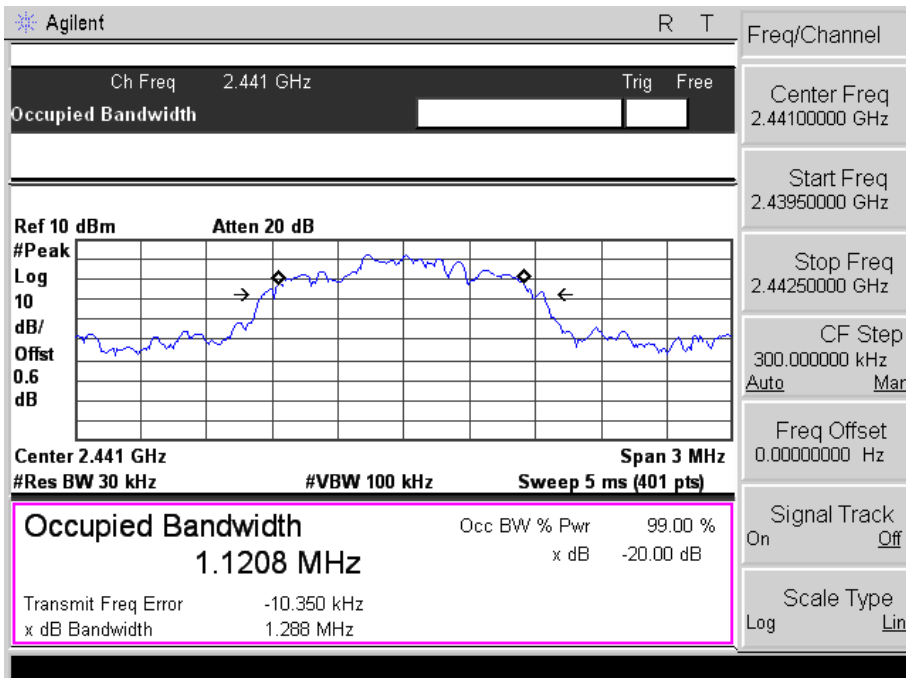 Agilent R T
Ch Freq 2.441 GHz Trig Free
Occupied Bandwidth
Ref 10 dBm Atten 20 dB
#Peak
Log
10
dB/
Offst
0.6
dB
Center 2.441 GHz Span 3 MHz
#Res BW 30 kHz #VBW 100 kHz Sweep 5 ms (401 pts)
Occupied Bandwidth
1.1208 MHz
Occ BW % Pwr 99.00 %
x dB -20.00 dB
Transmit Freq Error -10.350 kHz
x dB Bandwidth 1.288 MHz
Freq/Channel
Center Freq
2.44100000 GHz
Start Freq
2.43950000 GHz
Stop Freq
2.44250000 GHz
CF Step
300.000000 kHz
Auto Mar
Freq Offset
0.00000000 Hz
Signal Track
On Off
Scale Type
Log Lin